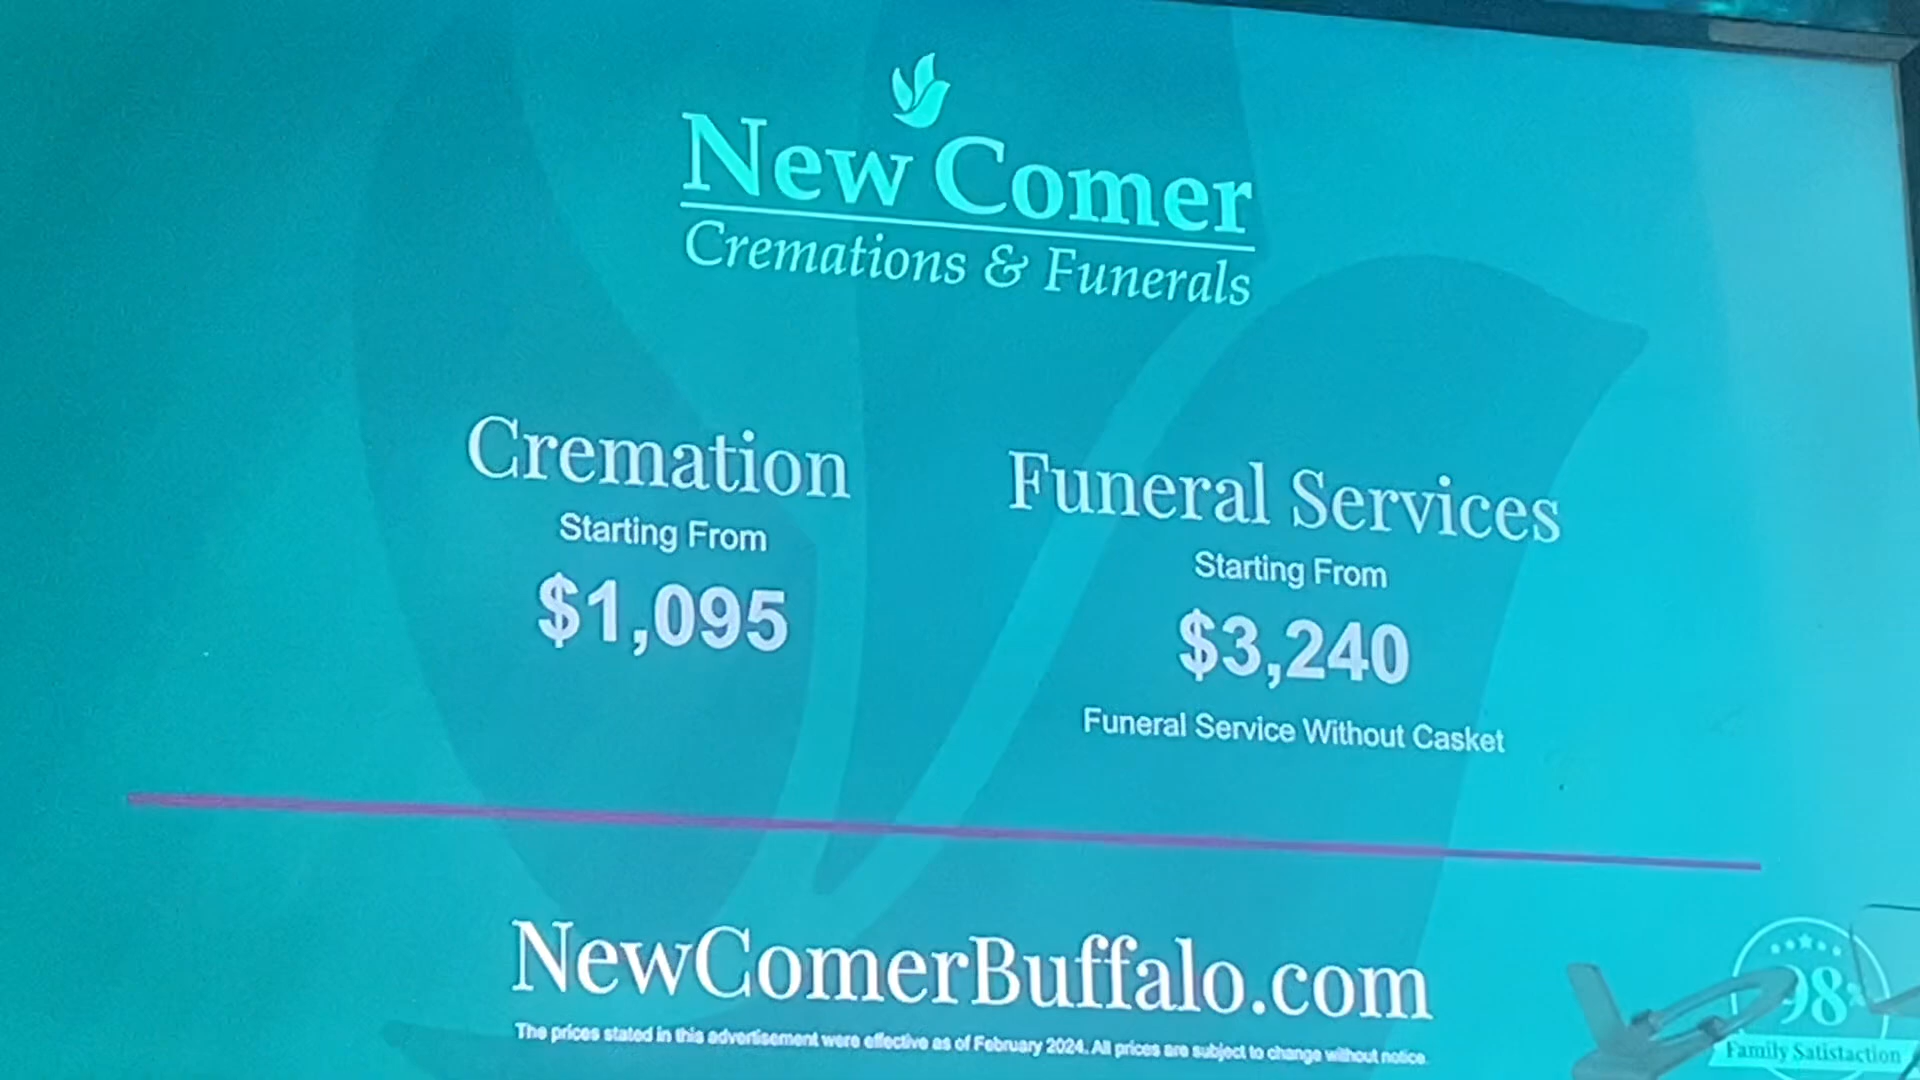 New Comer
Cremations & Funerals
Cremation
Starting From
$1,095
Funeral Services
Starting From
$3,240
Funeral Service Without Casket
NewComerBuffalo.com
The prices stated in this advertisement were effective as of February 2024. All prices are subject to change without notice.
98%
Family Satisfaction